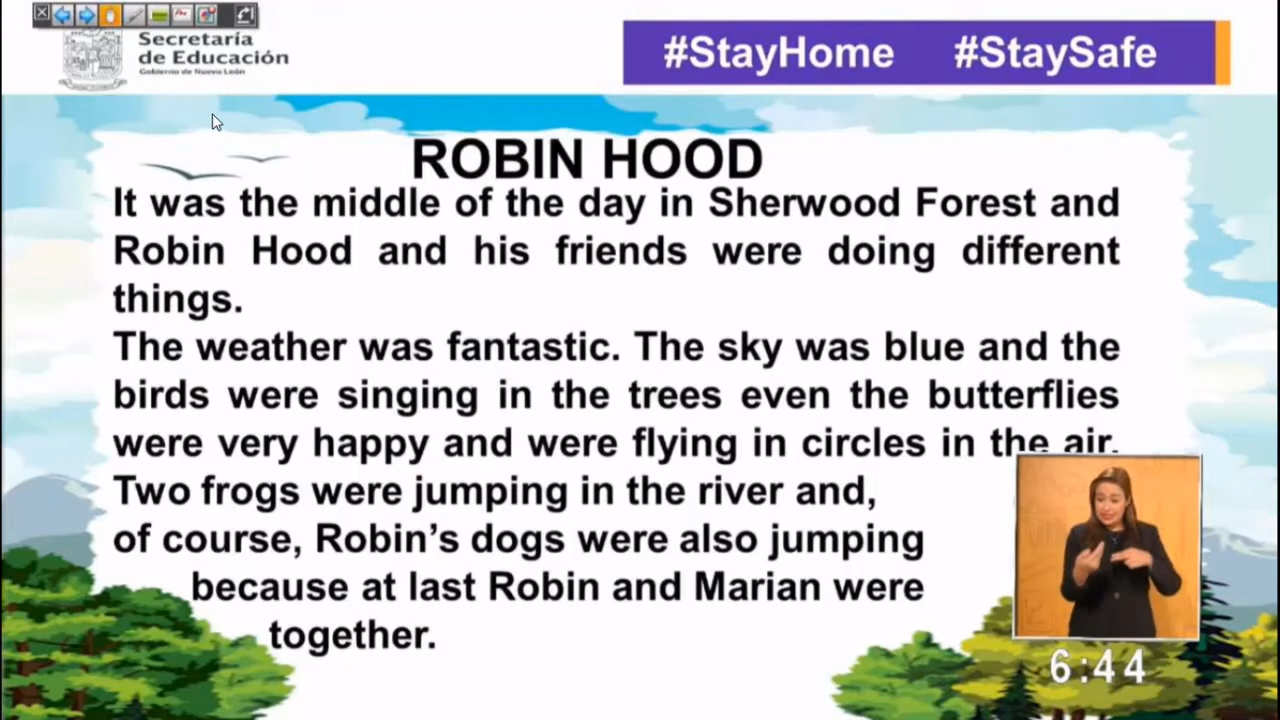 Secretaría
de Educación
Gobierno de Nuevo León
#StayHome #StaySafe
ROBIN HOOD
It was the middle of the day in Sherwood Forest and
Robin Hood and his friends were doing different
things.
The weather was fantastic. The sky was blue and the
birds were singing in the trees even the butterflies
were very happy and were flying in circles in the air.
Two frogs were jumping in the river and,
of course, Robin’s dogs were also jumping
because at last Robin and Marian were
together.
6:44